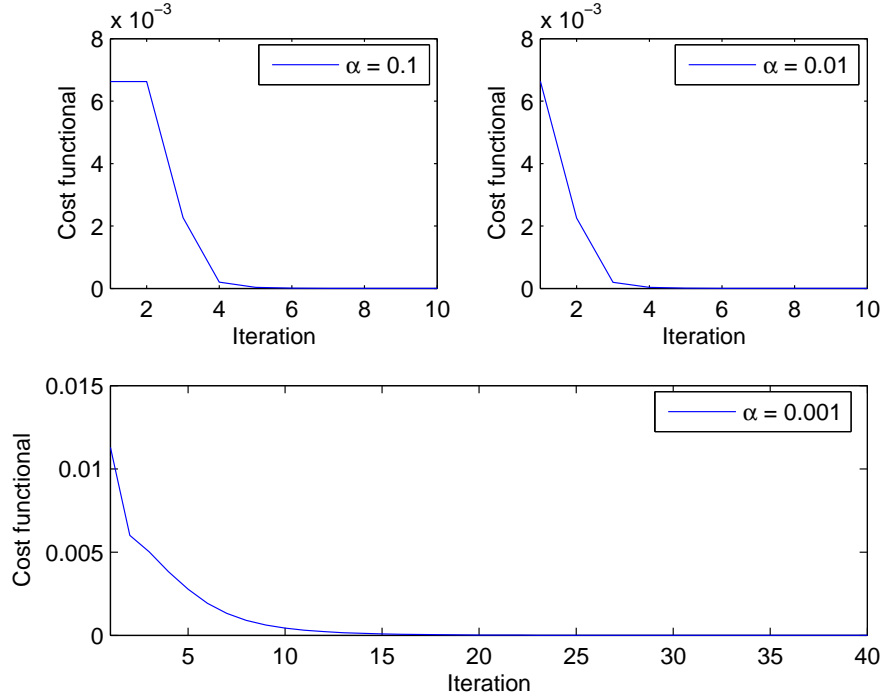 x 10⁻³
8
6
4
2
0
Cost functional
α = 0.1
2 4 6 8 10
Iteration
x 10⁻³
8
6
4
2
0
Cost functional
α = 0.01
2 4 6 8 10
Iteration
0.015
0.01
0.005
0
Cost functional
α = 0.001
5 10 15 20 25 30 35 40
Iteration